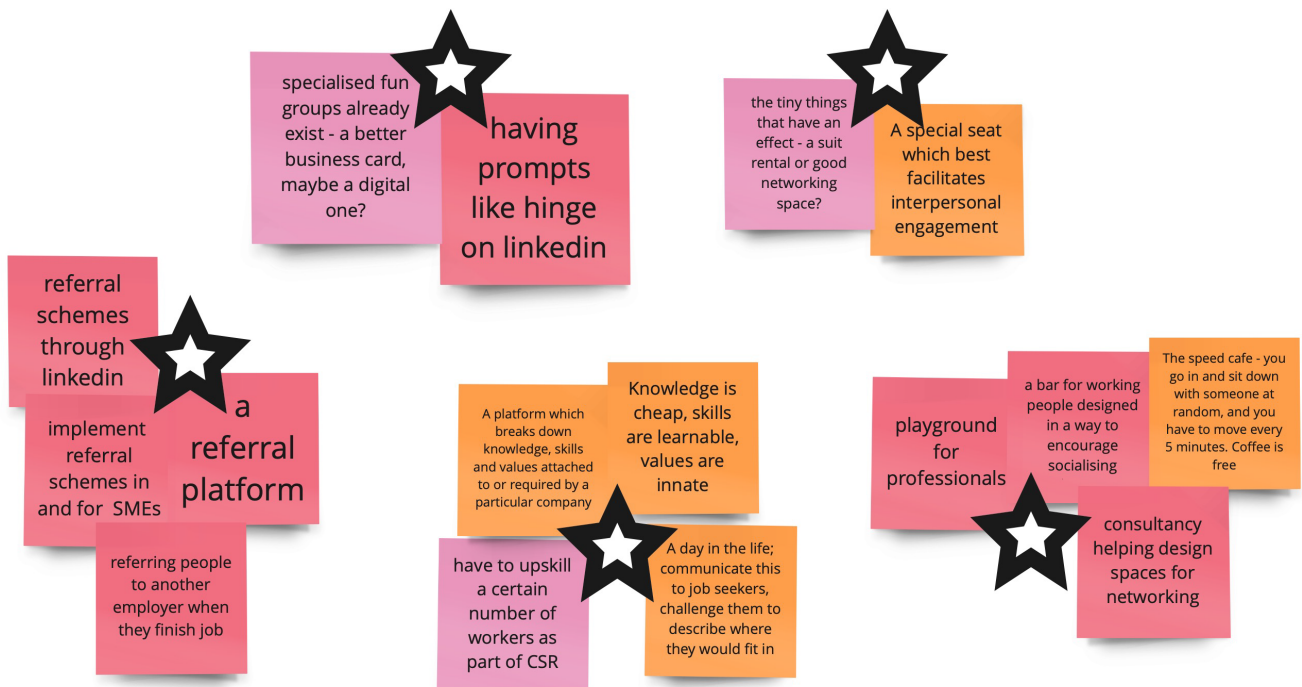 specialised fun
groups already
exist - a better
business card,
maybe a digital
one?
having
prompts
like hinge
on linkedin
the tiny things
that have an
effect - a suit
rental or good
networking
space?
A special seat
which best
facilitates
interpersonal
engagement
referral
schemes
through
linkedin
implement
referral
schemes in
and for SMEs
a
referral
platform
referring people
to another
employer when
they finish job
A platform which
breaks down
knowledge, skills
and values attached
to or required by a
particular company
Knowledge is
cheap, skills
are learnable,
values are
innate
have to upskill
a certain
number of
workers as
part of CSR
A day in the life;
communicate this
to job seekers,
challenge them to
describe where
they would fit in
playground
for
professionals
a bar for working
people designed
in a way to
encourage
socialising
The speed cafe - you
go in and sit down
with someone at
random, and you
have to move every
5 minutes. Coffee is
free
consultancy
helping design
spaces for
networking